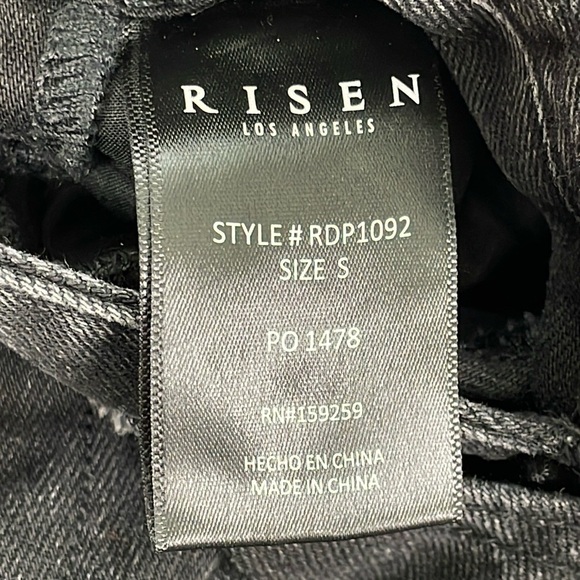 RISEN
LOS ANGELES
STYLE # RDP1092
SIZE S
PO 1478
RN#159259
HECHO EN CHINA
MADE IN CHINA